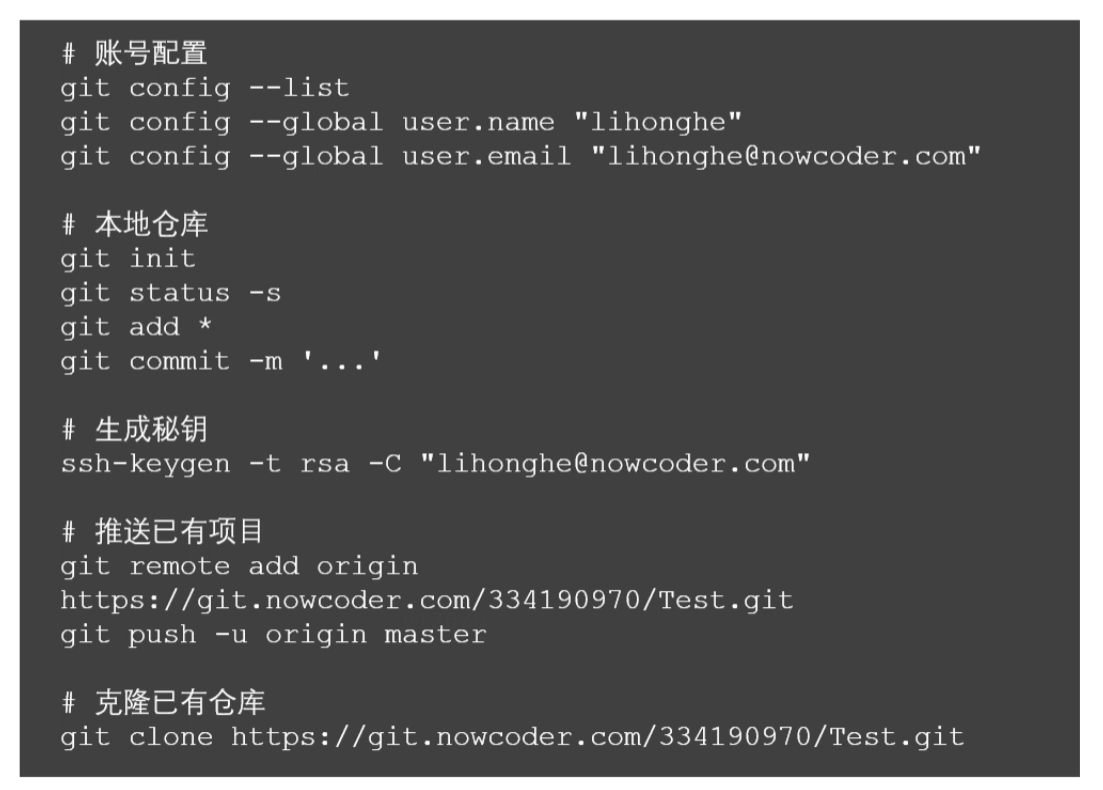 # 账号配置
git config --list
git config --global user.name "lihonghe"
git config --global user.email "lihonghe@nowcoder.com"
# 本地仓库
git init
git status -s
git add *
git commit -m '...'
# 生成秘钥
ssh-keygen -t rsa -C "lihonghe@nowcoder.com"
# 推送已有项目
git remote add origin
https://git.nowcoder.com/334190970/Test.git
git push -u origin master
# 克隆已有仓库
git clone https://git.nowcoder.com/334190970/Test.git